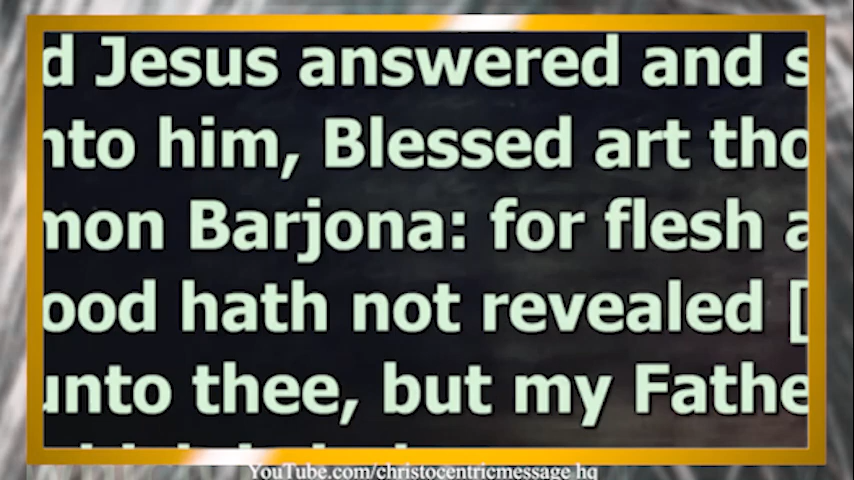 d Jesus answered and s
nto him, Blessed art tho
mon Barjona: for flesh a
ood hath not revealed [
unto thee, but my Fathe
YouTube.com/christocentricmessage hq